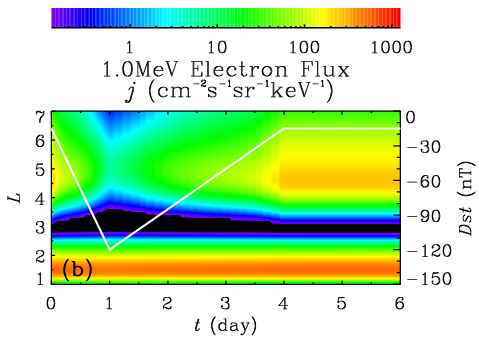 1 10 100 1000
1.0MeV Electron Flux
j (cm⁻²s⁻¹sr⁻¹keV⁻¹)
7 0
6 −30
5 −60
4 −90
3 −120
2 −150
1
L
Dst (nT)
(b)
0 1 2 3 4 5 6
t (day)